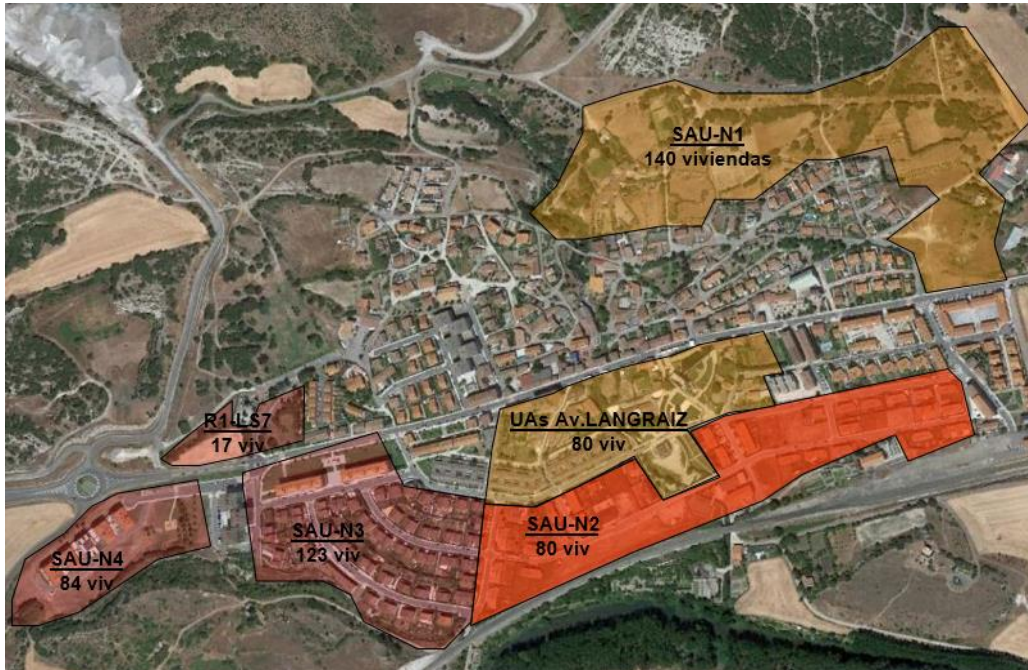 SAU-N1
140 viviendas
R1-LS7
17 viv
UAs Av.LANGRAIZ
80 viv
SAU-N2
80 viv
SAU-N3
123 viv
SAU-N4
84 viv